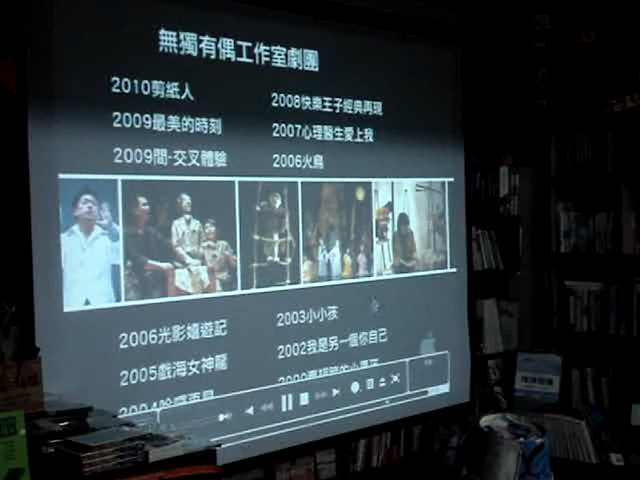 無獨有偶工作室劇團
2010剪紙人
2009最美的時刻
2009間-交叉體驗
2008快樂王子經典再現
2007心理醫生愛上我
2006火鳥
2006光影嬉遊記
2005戲海女神龍
2003小小孩
2002我是另一個你自己